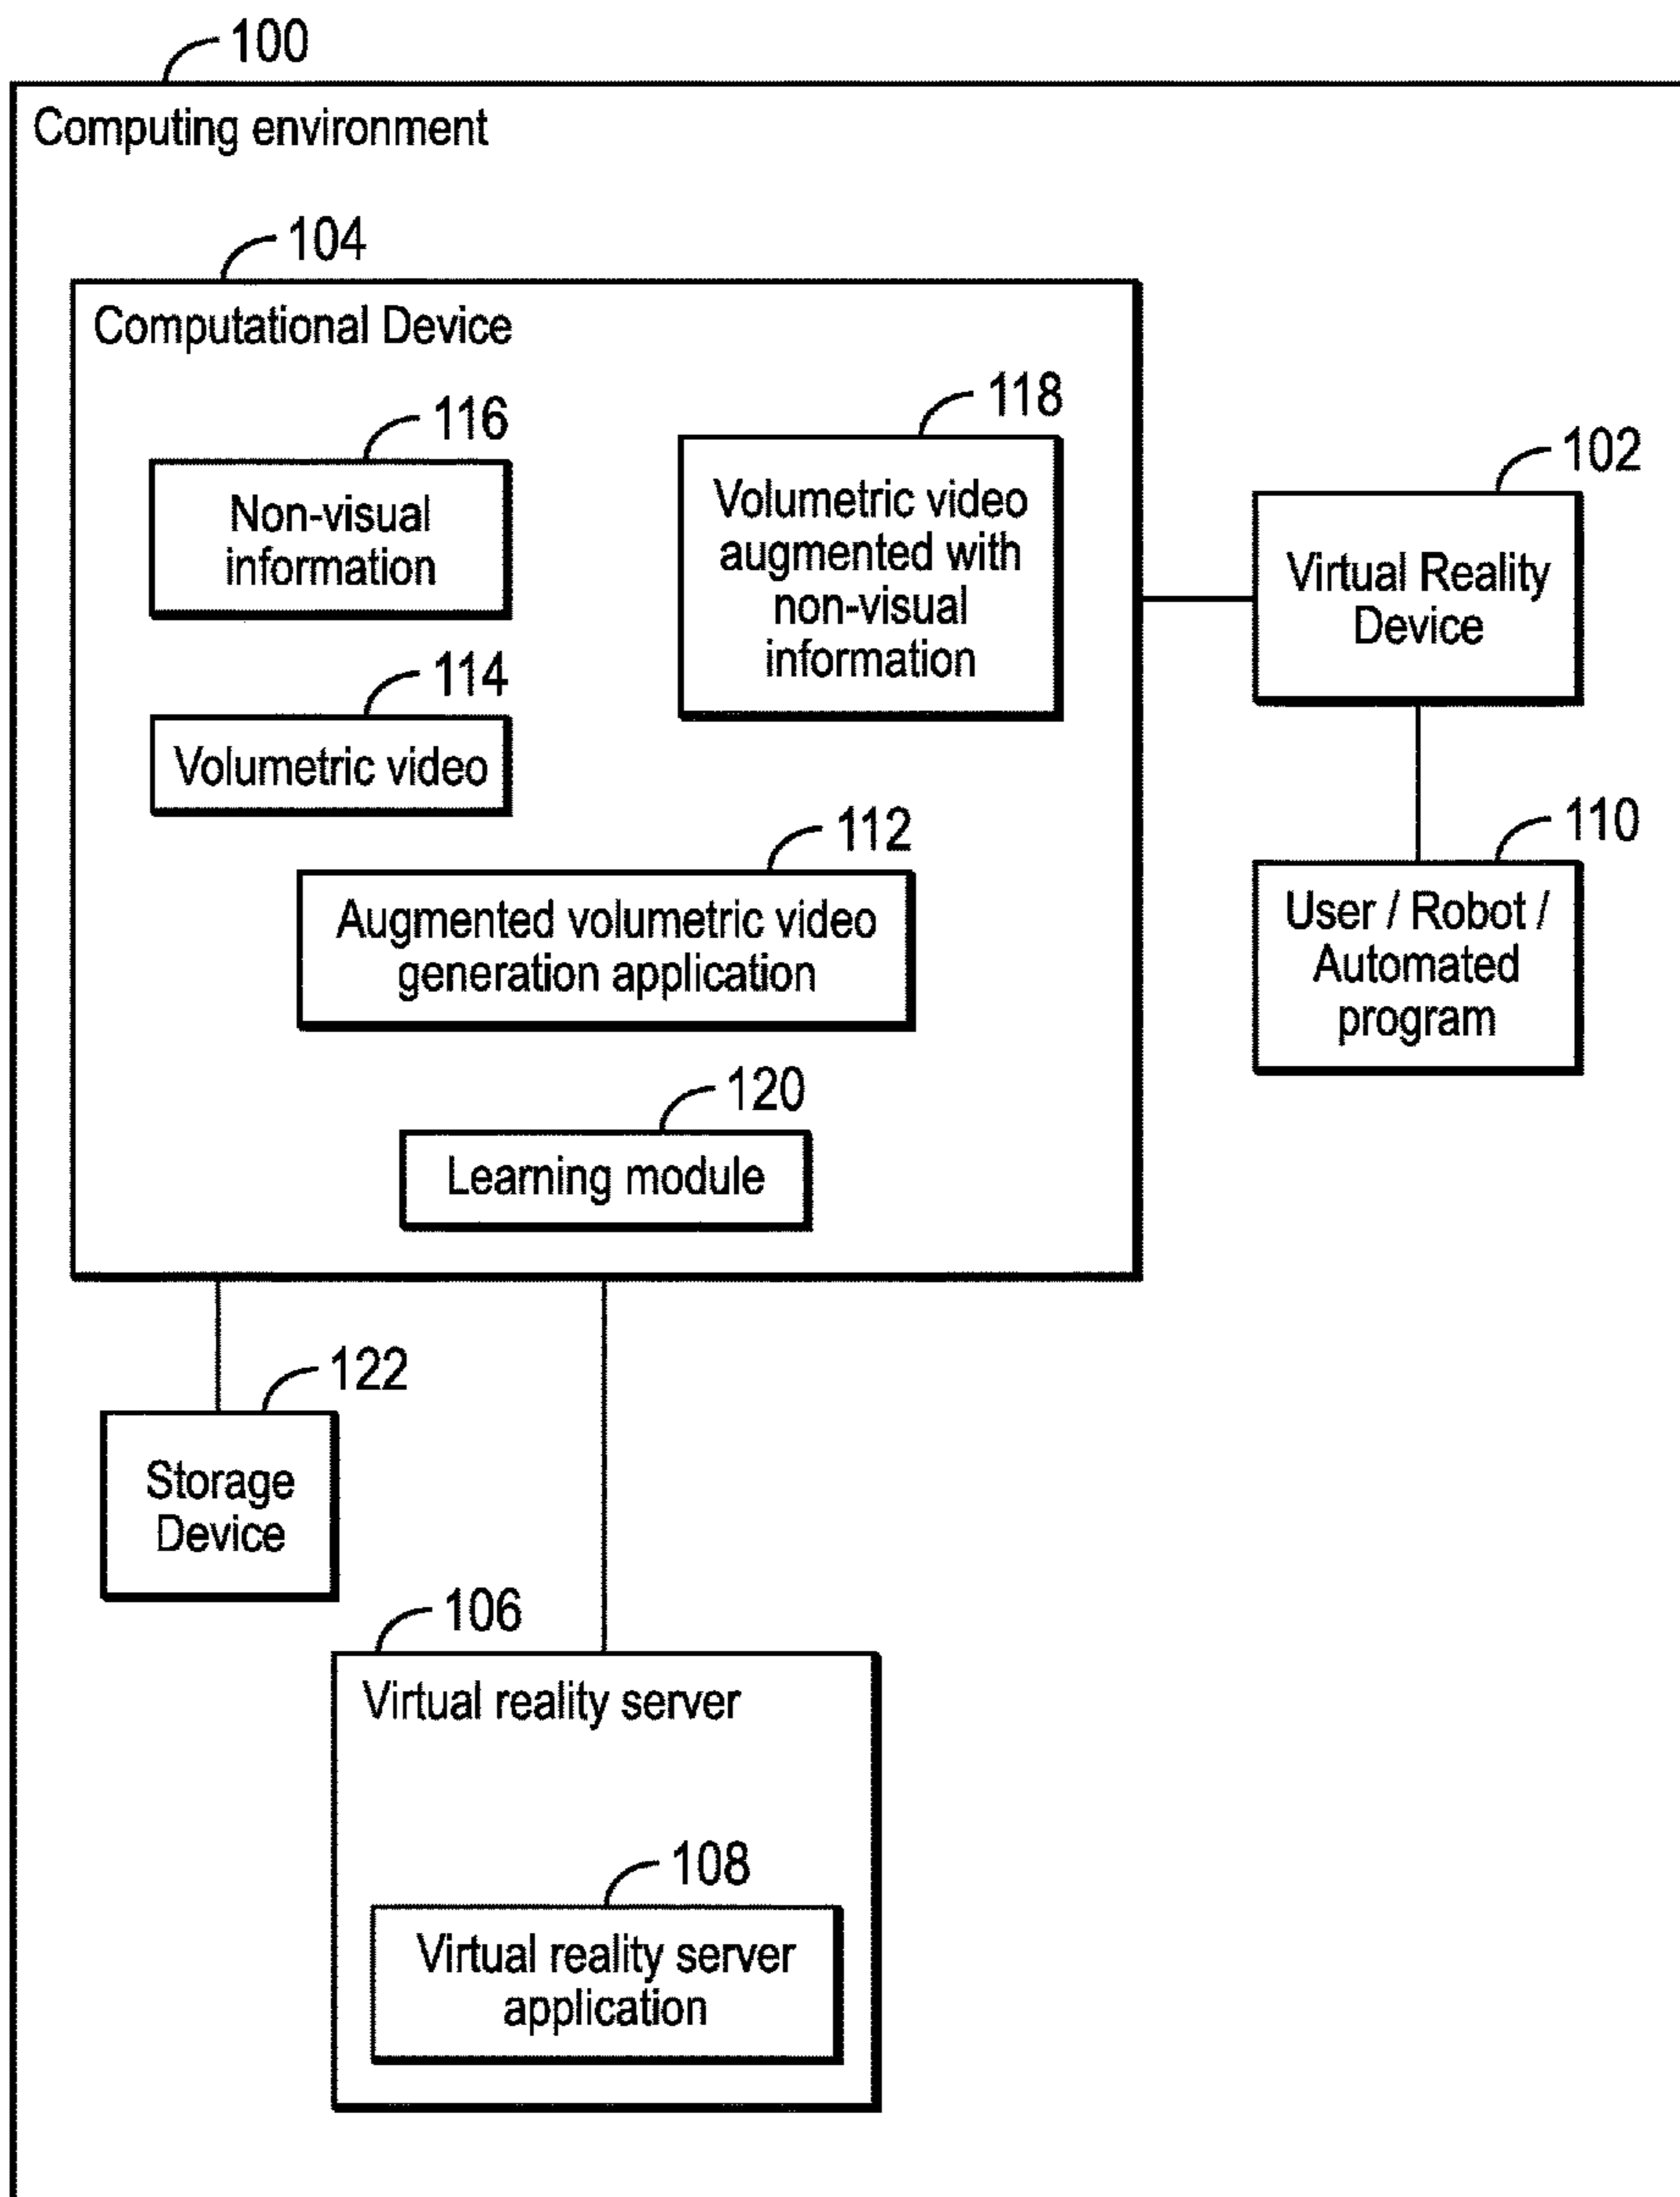 100
Computing environment
104
Computational Device
116
Non-visual
information
118
Volumetric video
augmented with
non-visual
information
102
Virtual Reality
Device
114
Volumetric video
112
Augmented volumetric video
generation application
110
User / Robot /
Automated
program
120
Learning module
122
Storage
Device
106
Virtual reality server
108
Virtual reality server
application